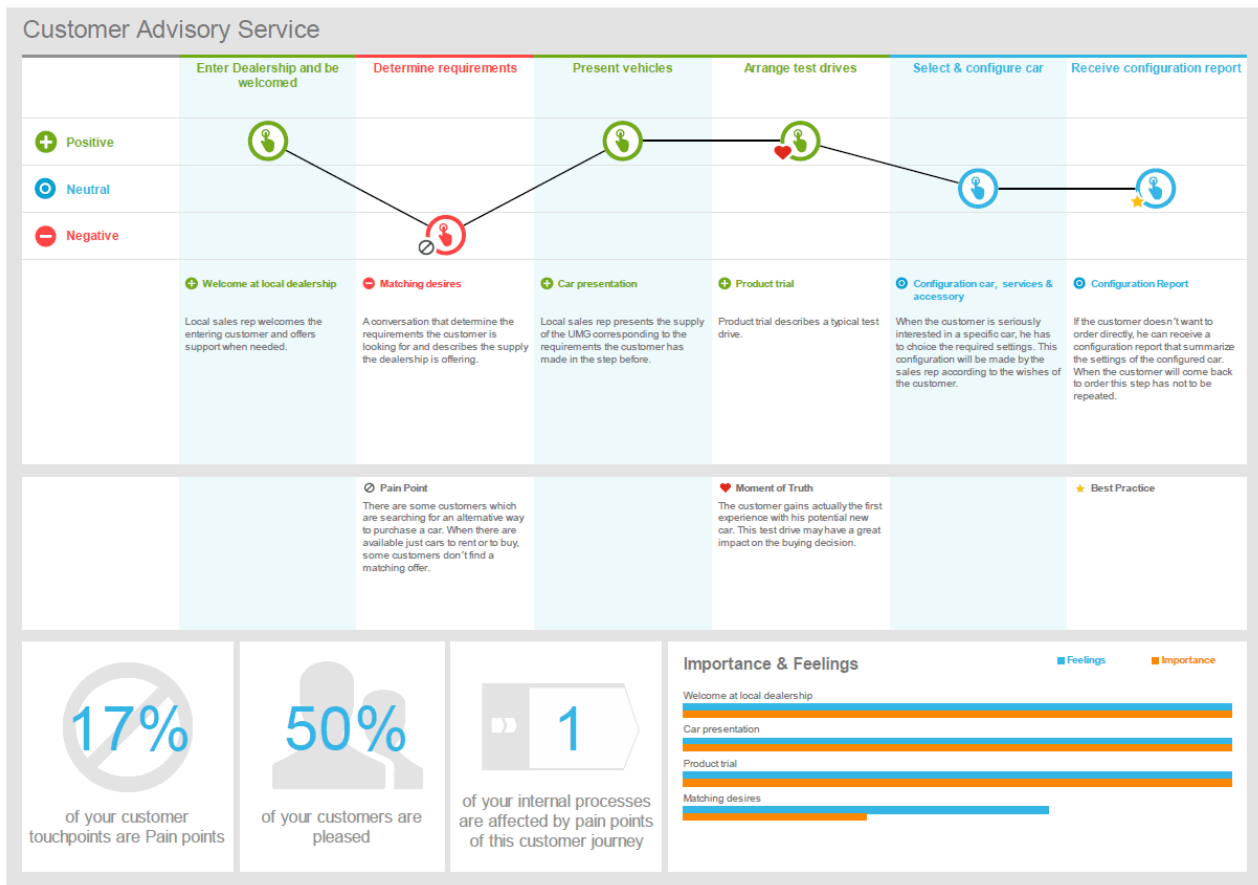 Customer Advisory Service
Enter Dealership and be
welcomed
Determine requirements
Present vehicles
Arrange test drives
Select & configure car
Receive configuration report
Positive
Neutral
Negative
Welcome at local dealership
Local sales rep welcomes the
entering customer and offers
support when needed.
Matching desires
A conversation that determine the
requirements the customer is
looking for and describes the supply
the dealership is offering.
Car presentation
Local sales rep presents the supply
of the UMG corresponding to the
requirements the customer has
made in the step before.
Product trial
Product trial describes a typical test
drive.
Configuration car, services &
accessory
When the customer is seriously
interested in a specific car, he has
to choice the required settings. This
configuration will be made by the
sales rep according to the wishes of
the customer.
Configuration Report
If the customer doesn't want to
order directly, he can receive a
configuration report that summarize
the settings of the configured car.
When the customer will come back
to order this step has not to be
repeated.
Pain Point
There are some customers which
are searching for an alternative way
to purchase a car. When there are
available just cars to rent or to buy,
some customers don't find a
matching offer.
Moment of Truth
The customer gains actually the first
experience with his potential new
car. This test drive may have a great
impact on the buying decision.
Best Practice
17%
of your customer
touchpoints are Pain points
50%
of your customers are
pleased
1
of your internal processes
are affected by pain points
of this customer journey
Importance & Feelings
Feelings
Importance
Welcome at local dealership
Car presentation
Product trial
Matching desires